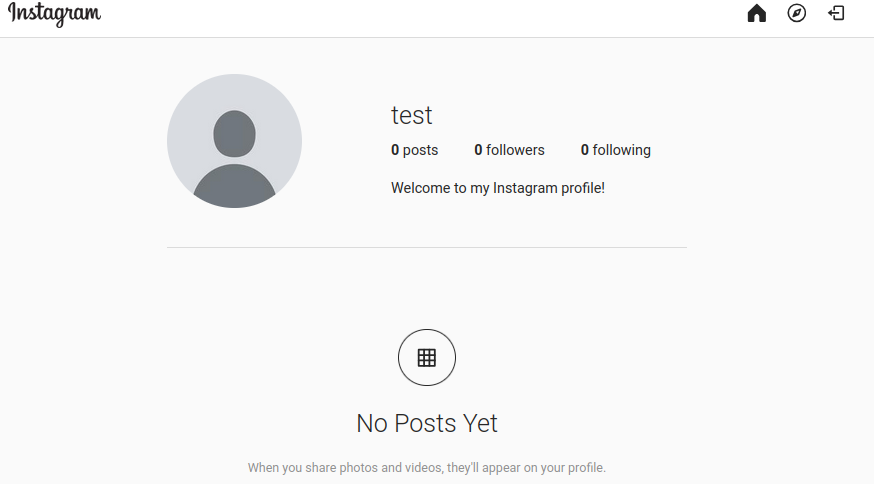 Instagram
test
0 posts 0 followers 0 following
Welcome to my Instagram profile!
No Posts Yet
When you share photos and videos, they'll appear on your profile.